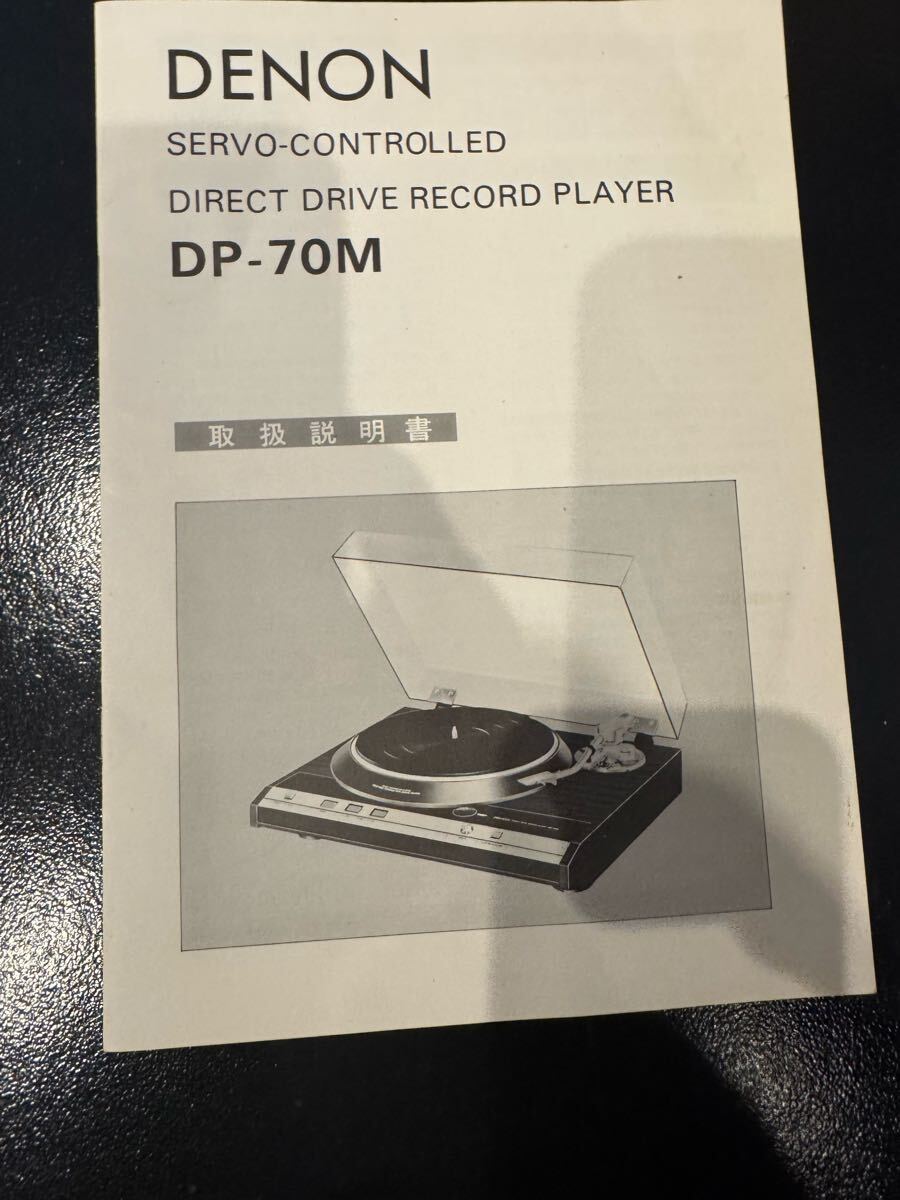 DENON
SERVO-CONTROLLED
DIRECT DRIVE RECORD PLAYER
DP-70M
取扱説明書